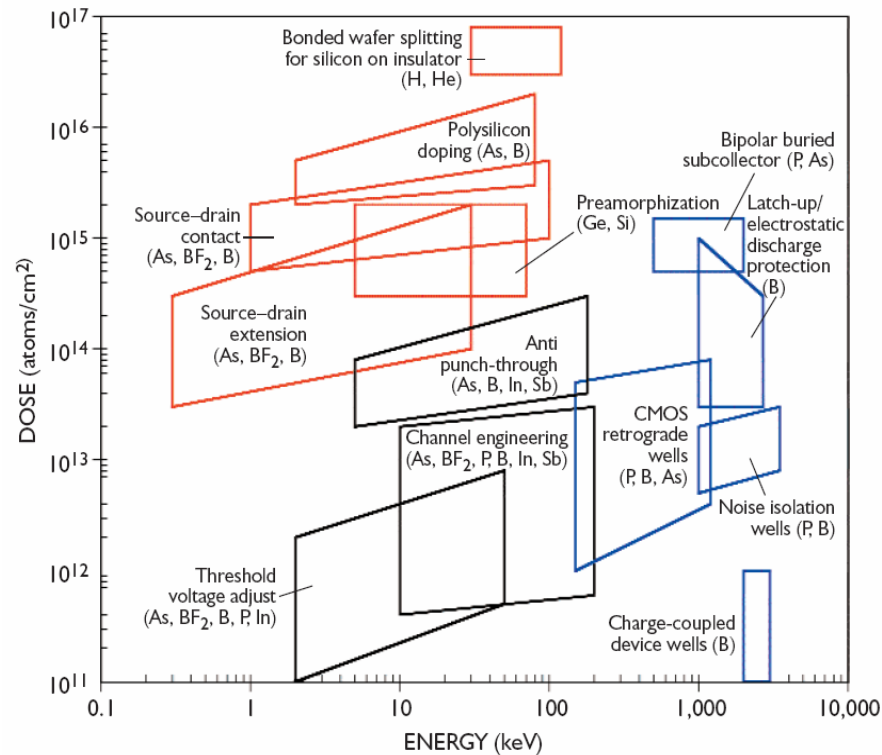 10¹⁷
10¹⁶
10¹⁵
10¹⁴
10¹³
10¹²
10¹¹
DOSE (atoms/cm²)
Bonded wafer splitting
for silicon on insulator
(H, He)
Polysilicon
doping (As, B)
Bipolar buried
subcollector (P, As)
Source–drain
contact
(As, BF₂, B)
Preamorphization
(Ge, Si)
Latch-up/
electrostatic
discharge
protection
(B)
Source–drain
extension
(As, BF₂, B)
Anti
punch-through
(As, B, In, Sb)
Channel engineering
(As, BF₂, P, B, In, Sb)
CMOS
retrograde
wells
(P, B, As)
Noise isolation
wells (P, B)
Threshold
voltage adjust
(As, BF₂, B, P, In)
Charge-coupled
device wells (B)
0.1 1 10 100 1,000 10,000
ENERGY (keV)